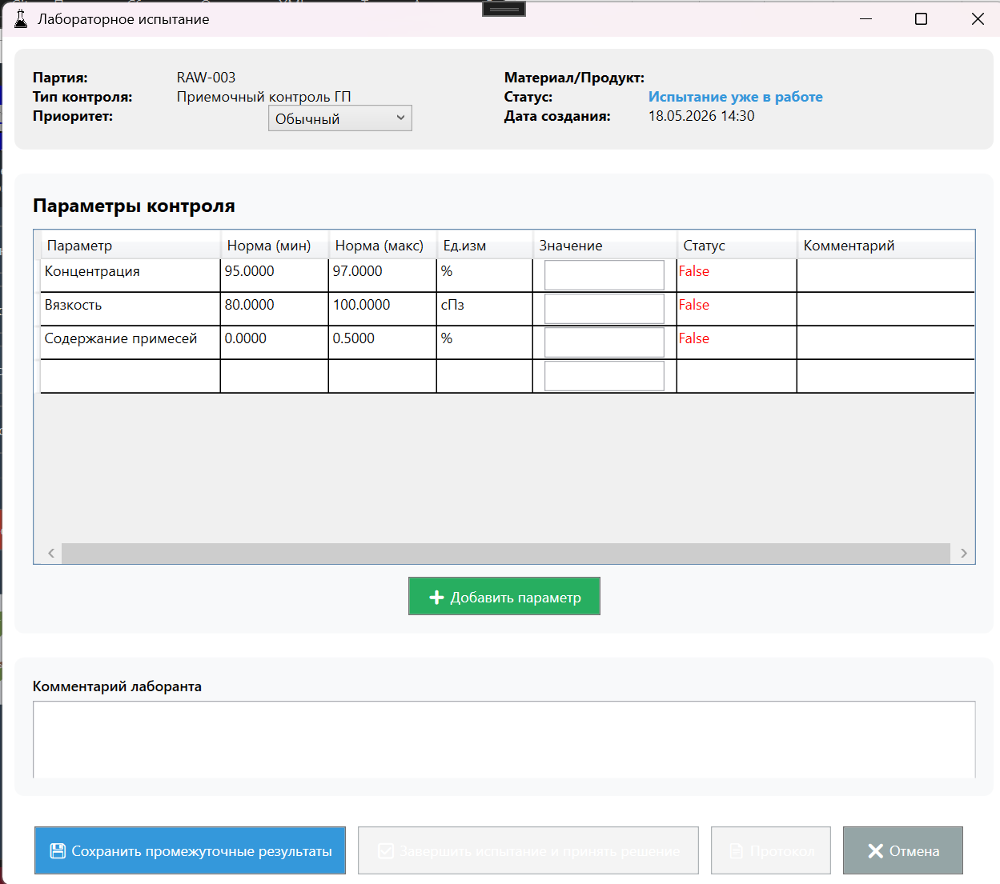 Лабораторное испытание
Партия: RAW-003 Материал/Продукт:
Тип контроля: Приемочный контроль ГП Статус: Испытание уже в работе
Приоритет: Обычный Дата создания: 18.05.2026 14:30
Параметры контроля
Параметр Норма (мин) Норма (макс) Ед.изм Значение Статус Комментарий
Концентрация 95.0000 97.0000 % False
Вязкость 80.0000 100.0000 сПз False
Содержание примесей 0.0000 0.5000 % False
Добавить параметр
Комментарий лаборанта
Сохранить промежуточные результаты Завершить испытание и принять решение Протокол Отмена